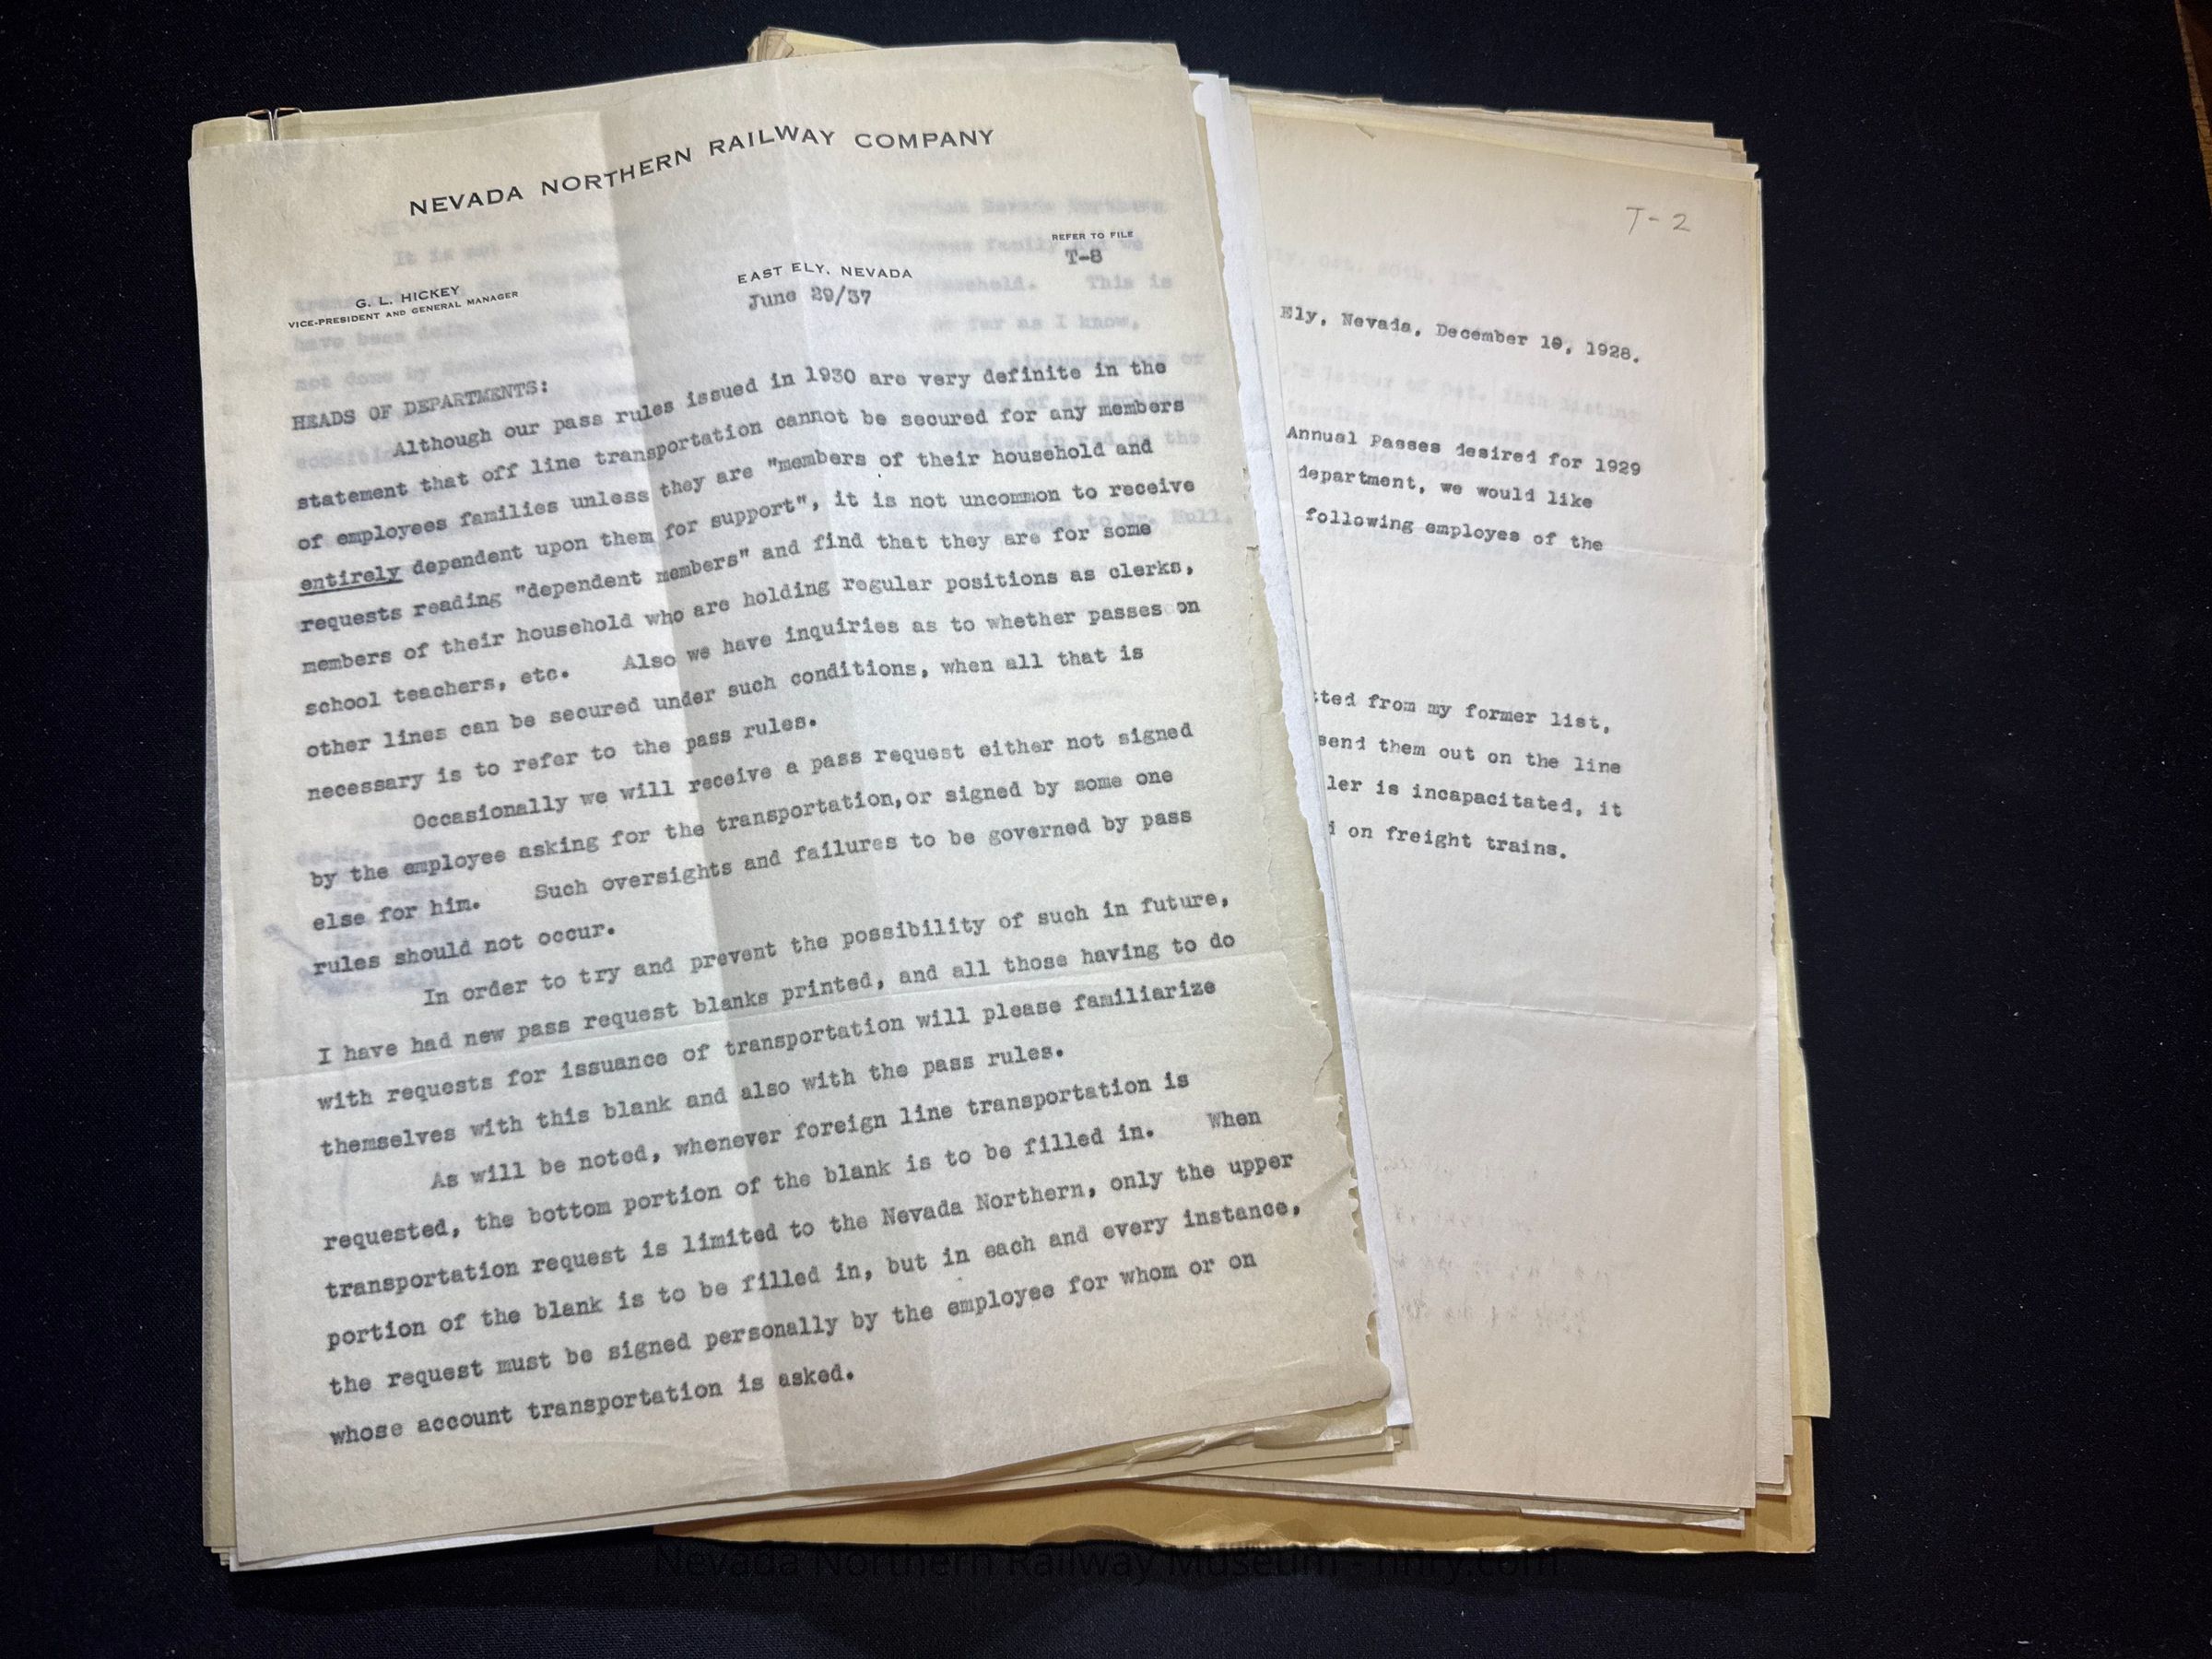 NEVADA NORTHERN RAILWAY COMPANY
REFER TO FILE
T-8
EAST ELY, NEVADA
June 29/37
G. L. HICKEY
VICE-PRESIDENT AND GENERAL MANAGER
HEADS OF DEPARTMENTS:
Although our pass rules issued in 1930 are very definite in the
statement that off line transportation cannot be secured for any members
of employees families unless they are "members of their household and
entirely dependent upon them for support", it is not uncommon to receive
requests reading "dependent members" and find that they are for some
members of their household who are holding regular positions as clerks,
school teachers, etc. Also we have inquiries as to whether passes on
other lines can be secured under such conditions, when all that is
necessary is to refer to the pass rules.
Occasionally we will receive a pass request either not signed
by the employee asking for the transportation, or signed by some one
else for him. Such oversights and failures to be governed by pass
rules should not occur.
In order to try and prevent the possibility of such in future,
I have had new pass request blanks printed, and all those having to do
with requests for issuance of transportation will please familiarize
themselves with this blank and also with the pass rules.
As will be noted, whenever foreign line transportation is
requested, the bottom portion of the blank is to be filled in. When
transportation request is limited to the Nevada Northern, only the upper
portion of the blank is to be filled in, but in each and every instance,
the request must be signed personally by the employee for whom or on
whose account transportation is asked.
T-2
Ely, Nevada, December 10, 1928.
Annual Passes desired for 1929
department, we would like
following employe of the
tted from my former list,
send them out on the line
ler is incapacitated, it
d on freight trains.
Nevada Northern Railway Museum - nnry.com